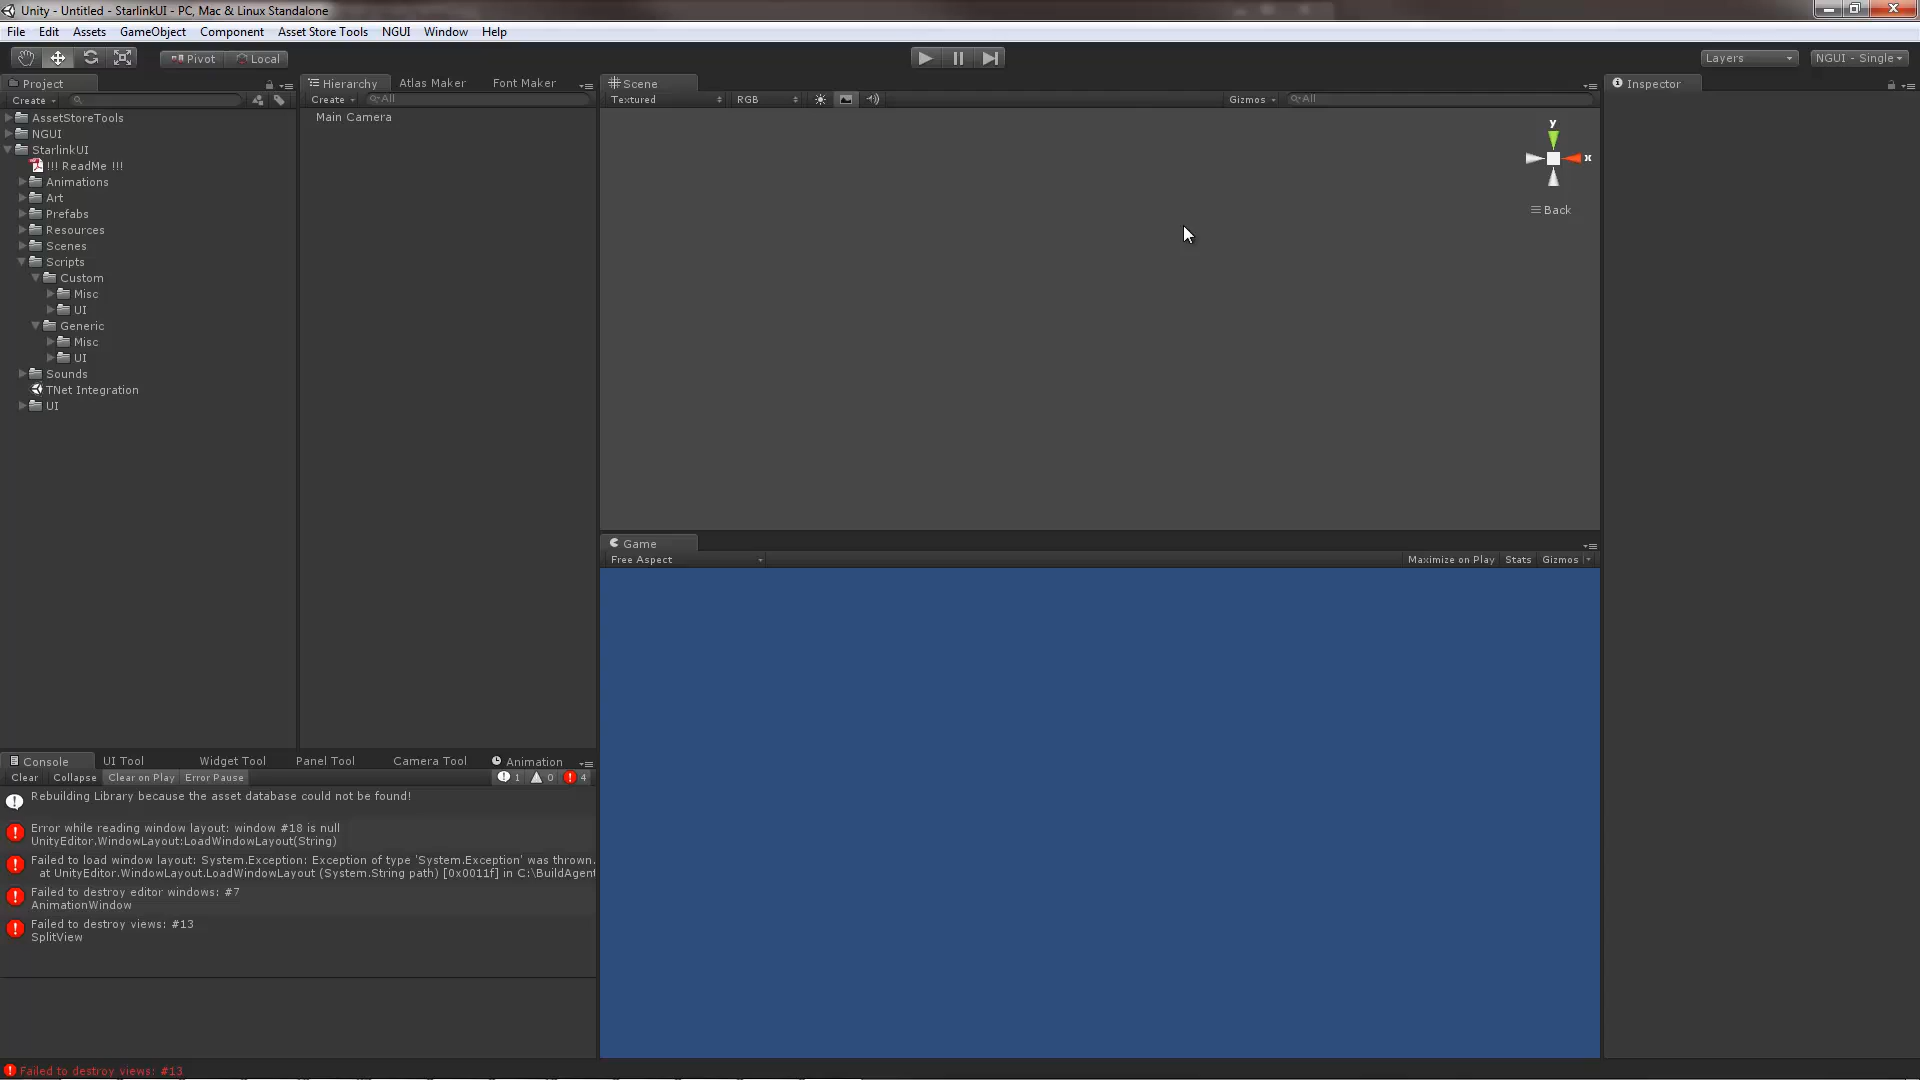 Unity - Untitled - StarlinkUI - PC, Mac & Linux Standalone
File Edit Assets GameObject Component Asset Store Tools NGUI Window Help
Pivot Local
Layers NGUI - Single
Project
Create
AssetStoreTools
NGUI
StarlinkUI
!!! ReadMe !!!
Animations
Art
Prefabs
Resources
Scenes
Scripts
Custom
Misc
UI
Generic
Misc
UI
Sounds
TNet Integration
UI
Hierarchy Atlas Maker Font Maker
Create All
Main Camera
Scene
Textured RGB Gizmos All
y
x
Back
Game
Free Aspect Maximize on Play Stats Gizmos
Inspector
Console UI Tool Widget Tool Panel Tool Camera Tool Animation
Clear Collapse Clear on Play Error Pause 1 0 4
Rebuilding Library because the asset database could not be found!
Error while reading window layout: window #18 is null
UnityEditor.WindowLayout:LoadWindowLayout(String)
Failed to load window layout: System.Exception: Exception of type 'System.Exception' was thrown.
at UnityEditor.WindowLayout.LoadWindowLayout (System.String path) [0x0011f] in C:\BuildAgent
Failed to destroy editor windows: #7
AnimationWindow
Failed to destroy views: #13
SplitView
Failed to destroy views: #13